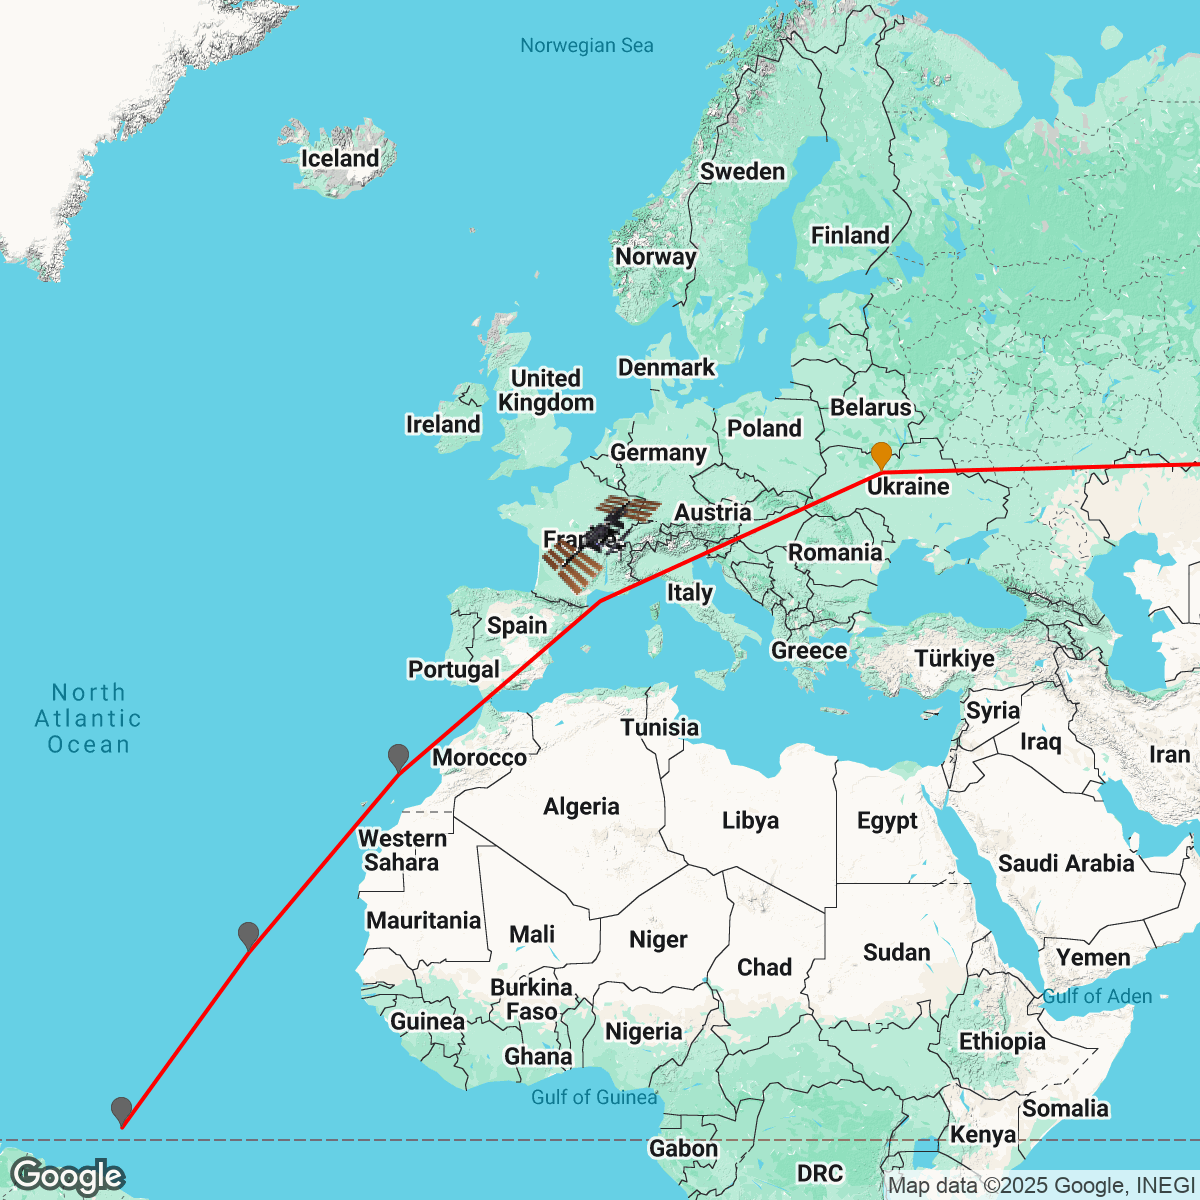 Norwegian Sea
Iceland
Sweden
Finland
Norway
Denmark
United
Kingdom
Belarus
Ireland
Poland
Germany
Ukraine
Austria
Romania
Italy
Spain
Greece
Türkiye
Portugal
North
Atlantic
Ocean
Syria
Tunisia
Iraq
Iran
Morocco
Algeria
Libya
Egypt
Western
Sahara
Saudi Arabia
Mauritania
Mali
Niger
Chad
Sudan
Yemen
Burkina
Faso
Gulf of Aden
Guinea
Nigeria
Ethiopia
Ghana
Gulf of Guinea
Somalia
Kenya
Gabon
DRC
Google
Map data ©2025 Google, INEGI